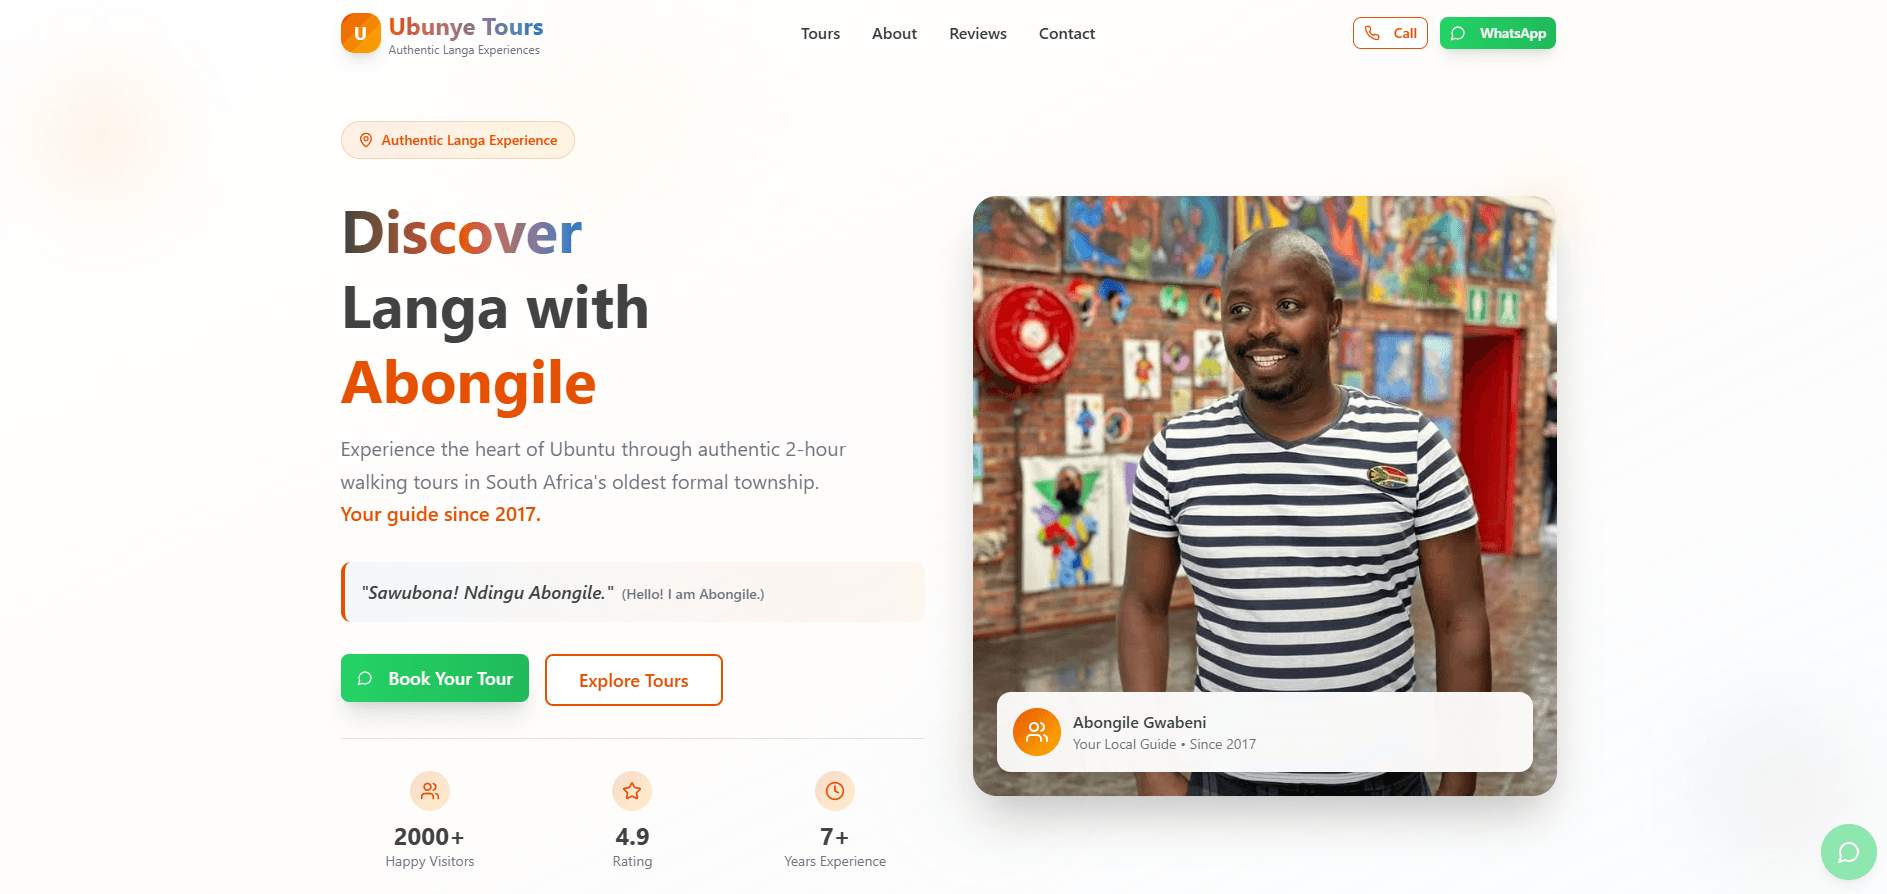 U
Ubunye Tours
Authentic Langa Experiences
Tours
About
Reviews
Contact
Call
WhatsApp
Authentic Langa Experience
Discover
Langa with
Abongile
Experience the heart of Ubuntu through authentic 2-hour
walking tours in South Africa's oldest formal township.
Your guide since 2017.
"Sawubona! Ndingu Abongile." (Hello! I am Abongile.)
Book Your Tour
Explore Tours
2000+
Happy Visitors
4.9
Rating
7+
Years Experience
Abongile Gwabeni
Your Local Guide • Since 2017